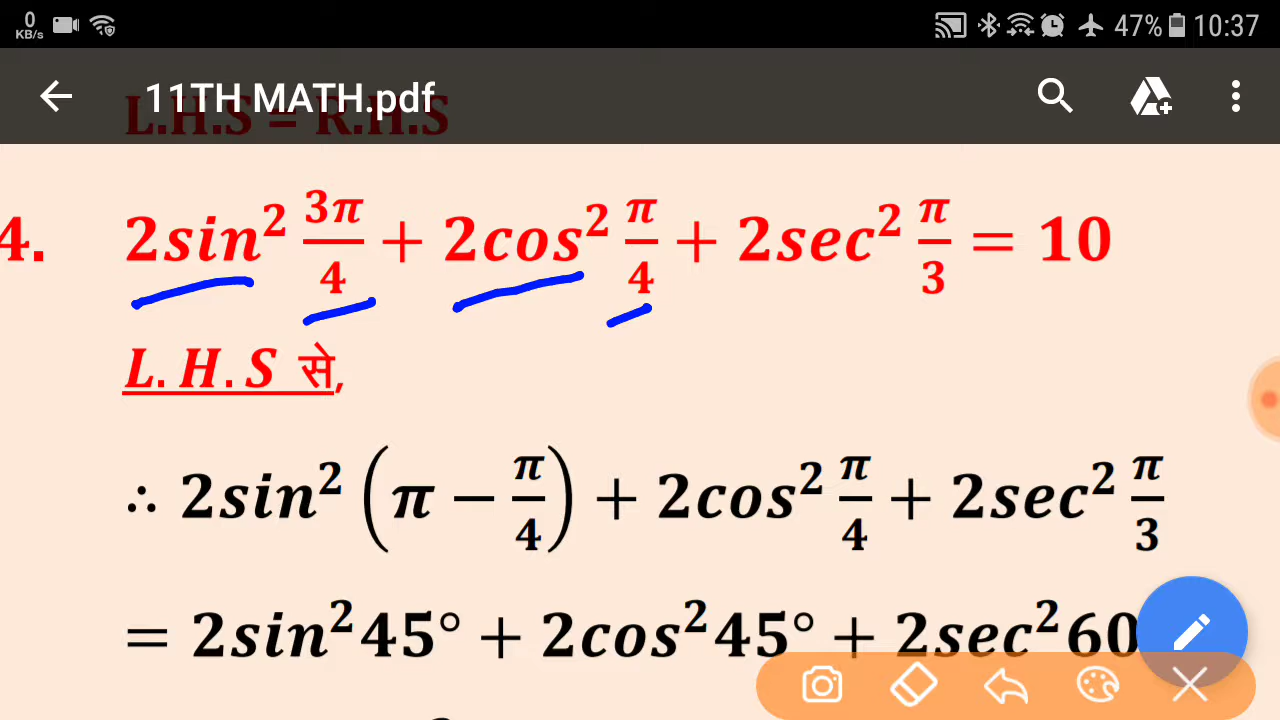 0 KB/s 47% 10:37
11TH MATH.pdf
L.H.S = R.H.S
4. 2sin² 3π/4 + 2cos² π/4 + 2sec² π/3 = 10
L.H.S से,
∴ 2sin² (π − π/4) + 2cos² π/4 + 2sec² π/3
= 2sin²45° + 2cos²45° + 2sec²60